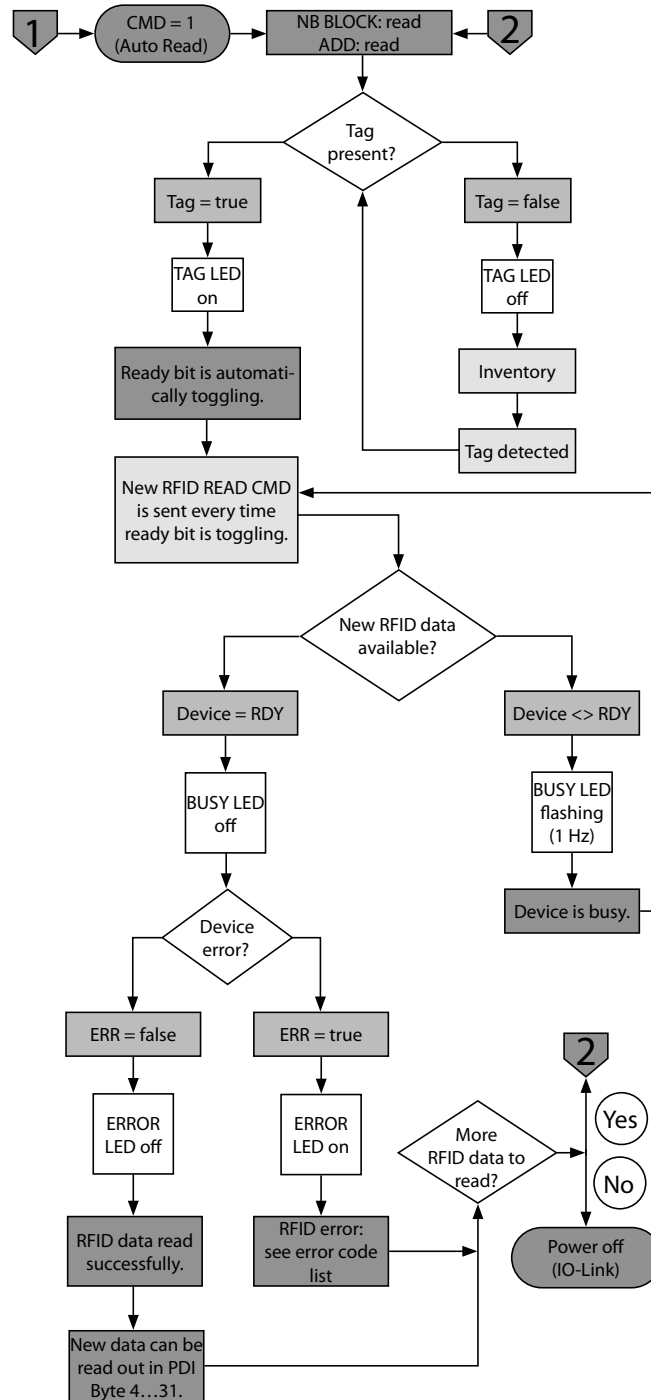 1
CMD = 1
(Auto Read)
NB BLOCK: read
ADD: read
2
Tag
present?
Tag = true
Tag = false
TAG LED
on
TAG LED
off
Ready bit is automati-
cally toggling.
Inventory
Tag detected
New RFID READ CMD
is sent every time
ready bit is toggling.
New RFID data
available?
Device = RDY
Device <> RDY
BUSY LED
off
BUSY LED
flashing
(1 Hz)
Device is busy.
Device
error?
ERR = false
ERR = true
2
ERROR
LED off
ERROR
LED on
More
RFID data to
read?
Yes
No
RFID data read
successfully.
RFID error:
see error code
list
Power off
(IO-Link)
New data can be
read out in PDI
Byte 4…31.